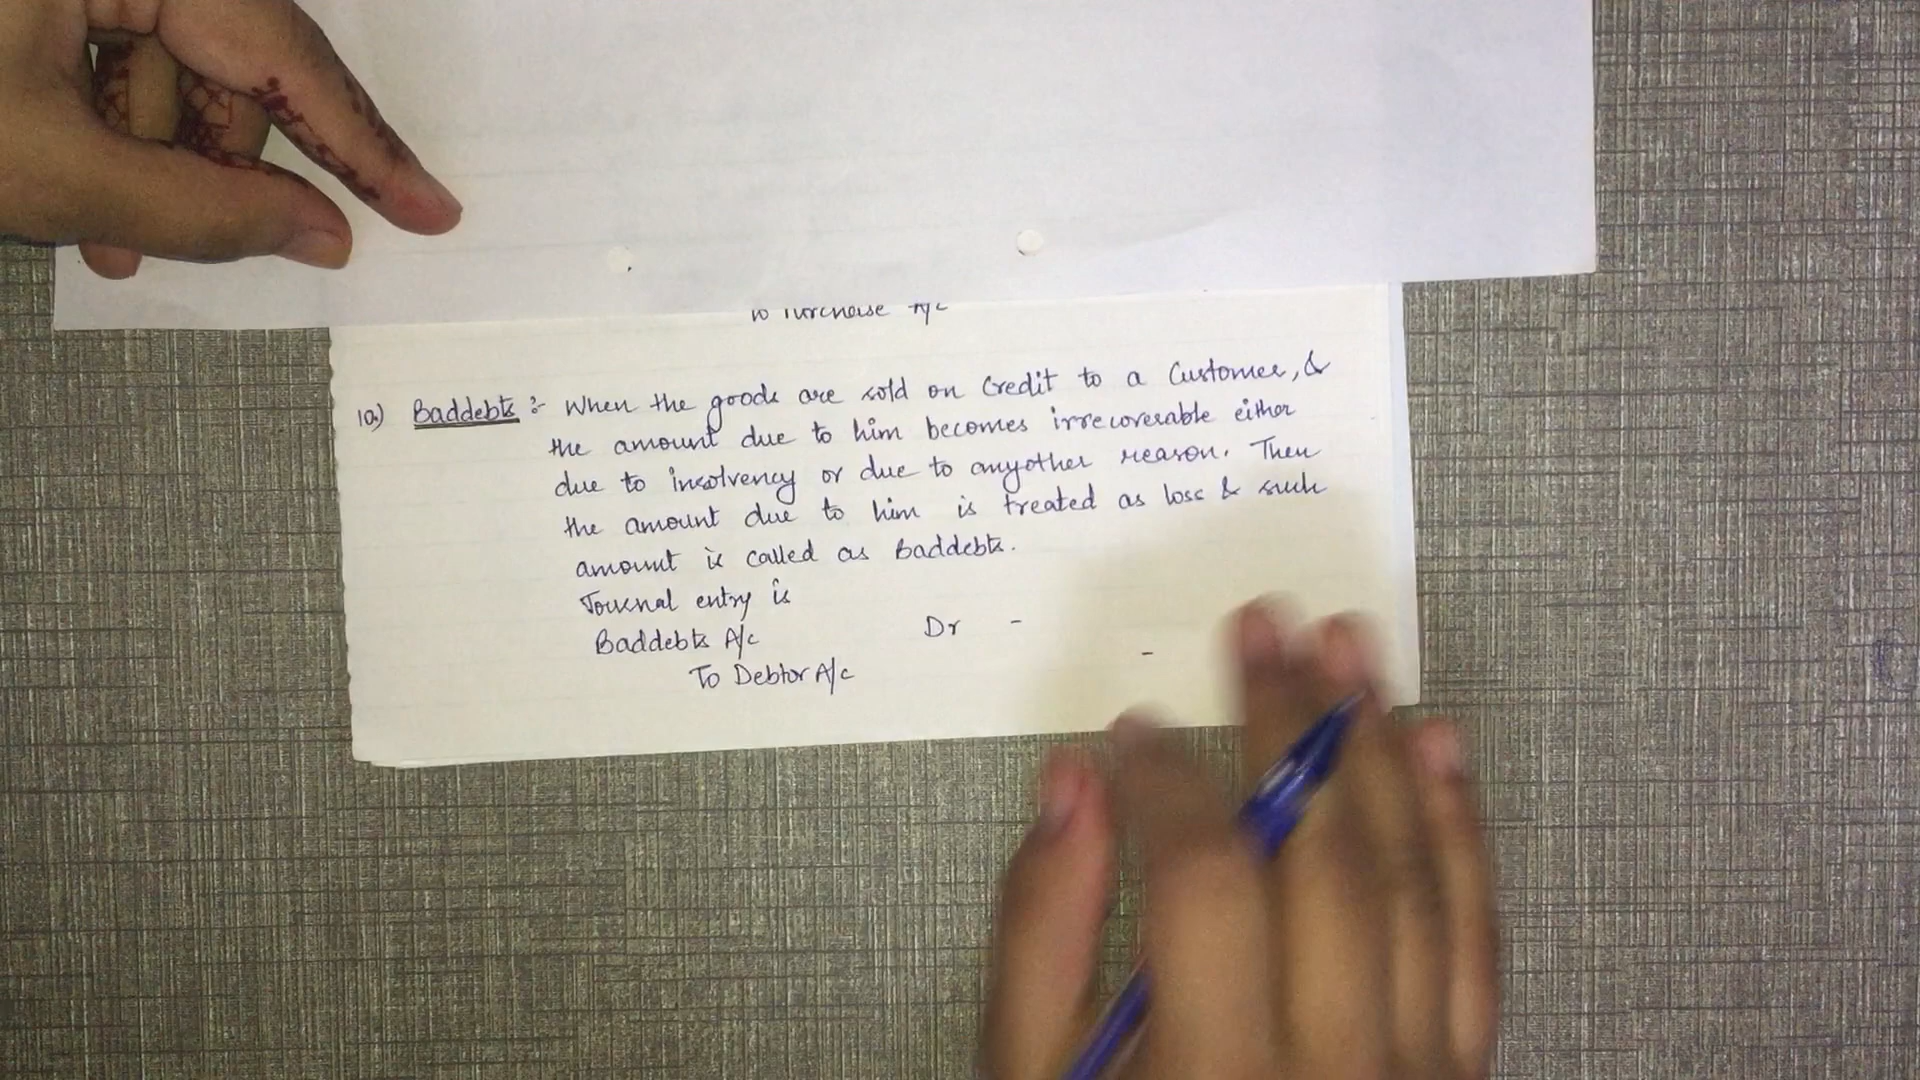 To Purchase A/c
10) Baddebts :- When the goods are sold on Credit to a Customer, &
the amount due to him becomes irrecoverable either
due to insolvency or due to anyother reason. Then
the amount due to him is treated as loss & such
amount is called as Baddebts.
Journal entry is
Baddebts A/c Dr -
To Debtor A/c -